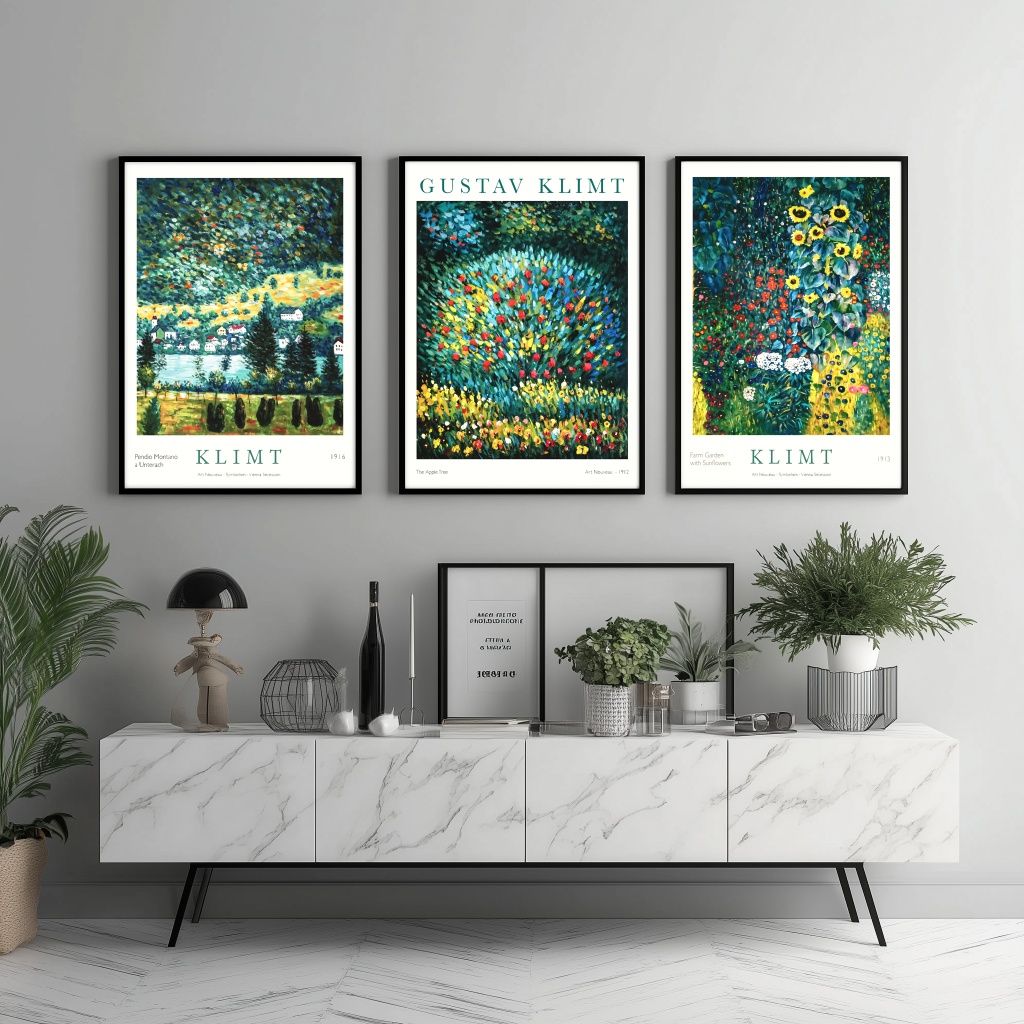 Pendio Montano
a Unterach
KLIMT
1916
GUSTAV KLIMT
The Apple Tree
Art Nouveau - 1912
Farm Garden
with Sunflowers
KLIMT
1913